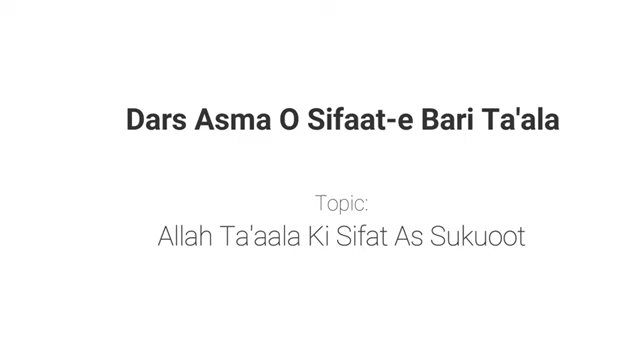 Dars Asma O Sifaat-e Bari Ta'ala
Topic:
Allah Ta'aala Ki Sifat As Sukuoot